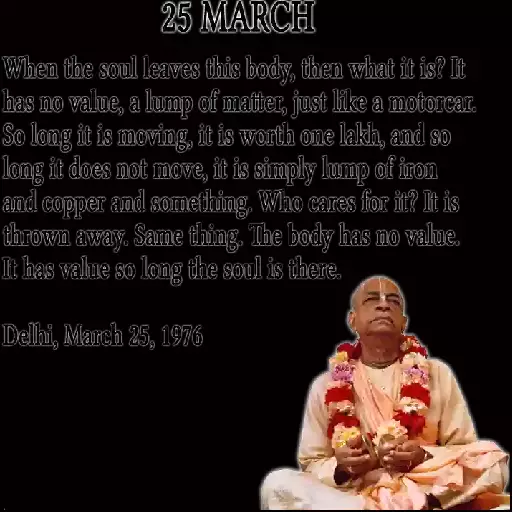 25 MARCH
When the soul leaves this body, then what it is? It
has no value, a lump of matter, just like a motorcar.
So long it is moving, it is worth one lakh, and so
long it does not move, it is simply lump of iron
and copper and something. Who cares for it? It is
thrown away. Same thing. The body has no value.
It has value so long the soul is there.
Delhi, March 25, 1976